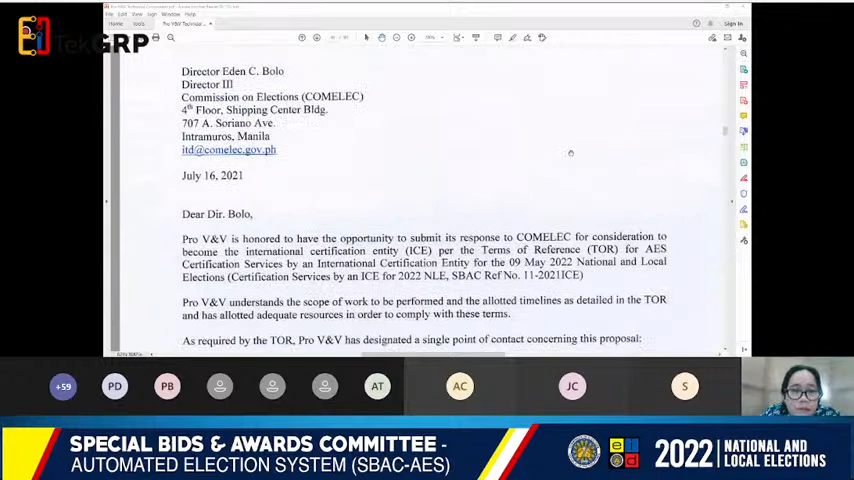 Home
Tools
Sign In
TekGRP
Director Eden C. Bolo
Director III
Commission on Elections (COMELEC)
4th Floor, Shipping Center Bldg.
707 A. Soriano Ave.
Intramuros, Manila
itd@comelec.gov.ph
July 16, 2021
Dear Dir. Bolo,
Pro V&V is honored to have the opportunity to submit its response to COMELEC for consideration to
become the international certification entity (ICE) per the Terms of Reference (TOR) for AES
Certification Services by an International Certification Entity for the 09 May 2022 National and Local
Elections (Certification Services by an ICE for 2022 NLE, SBAC Ref No. 11-2021ICE)
Pro V&V understands the scope of work to be performed and the allotted timelines as detailed in the TOR
and has allotted adequate resources in order to comply with these terms.
As required by the TOR, Pro V&V has designated a single point of contact concerning this proposal:
+59
PD
PB
AT
AC
JC
S
SPECIAL BIDS & AWARDS COMMITTEE -
AUTOMATED ELECTION SYSTEM (SBAC-AES)
2022
NATIONAL AND
LOCAL ELECTIONS